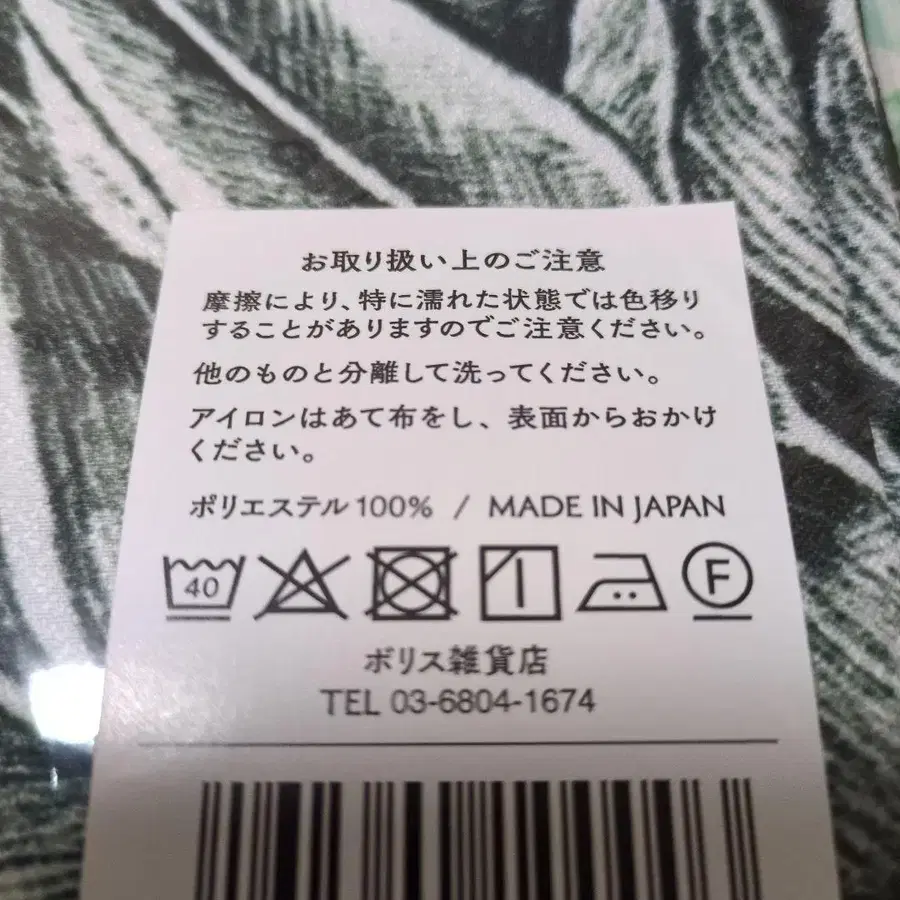 お取り扱い上のご注意
摩擦により、特に濡れた状態では色移り
することがありますのでご注意ください。
他のものと分離して洗ってください。
アイロンはあて布をし、表面からおかけ
ください。
ポリエステル 100% / MADE IN JAPAN
40 F
ボリス雑貨店
TEL 03-6804-1674